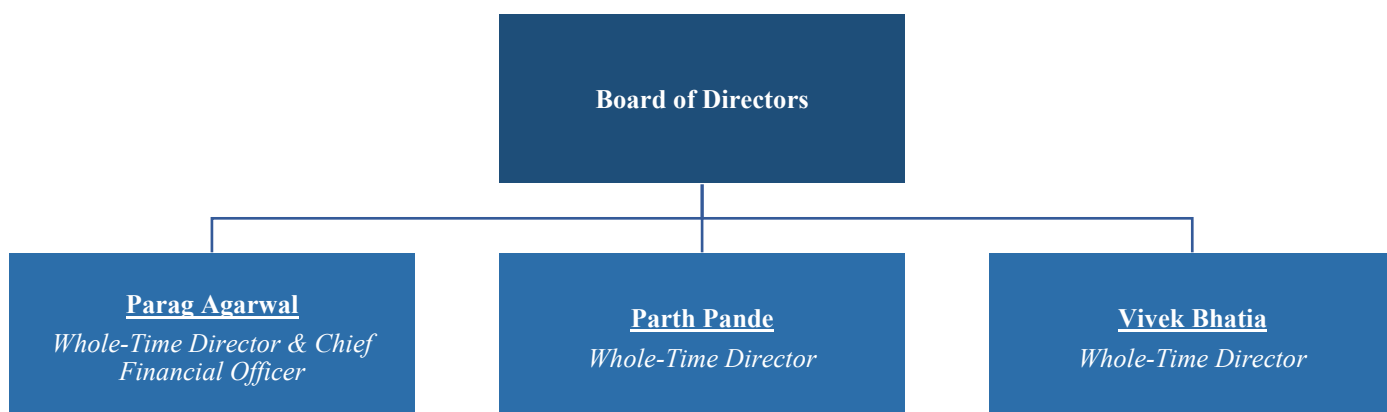 Board of Directors
Parag Agarwal
Whole-Time Director & Chief
Financial Officer
Parth Pande
Whole-Time Director
Vivek Bhatia
Whole-Time Director